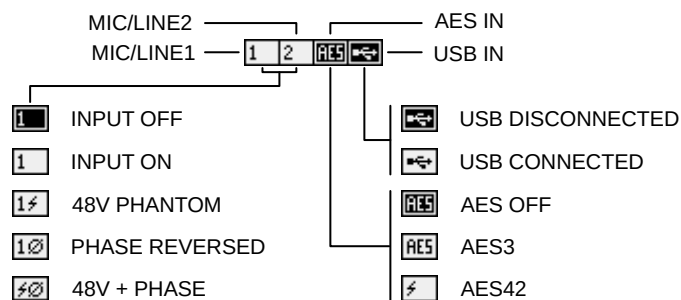 MIC/LINE2 AES IN
MIC/LINE1 1 2 AES USB IN
1 INPUT OFF USB DISCONNECTED
1 INPUT ON USB CONNECTED
1⚡ 48V PHANTOM AES AES OFF
1Ø PHASE REVERSED AES AES3
⚡Ø 48V + PHASE ⚡ AES42